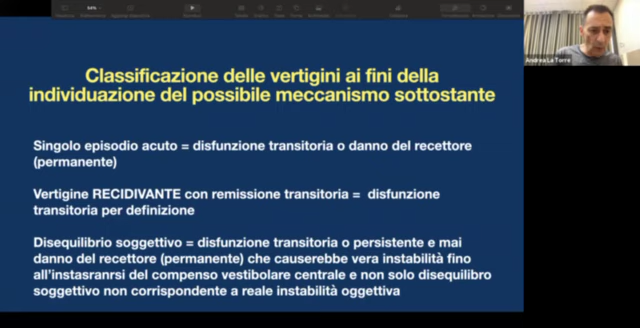 Classificazione delle vertigini ai fini della
individuazione del possibile meccanismo sottostante
Singolo episodio acuto = disfunzione transitoria o danno del recettore
(permanente)
Vertigine RECIDIVANTE con remissione transitoria = disfunzione
transitoria per definizione
Disequilibrio soggettivo = disfunzione transitoria o persistente e mai
danno del recettore (permanente) che causerebbe vera instabilità fino
all'instasranrsi del compenso vestibolare centrale e non solo disequilibro
soggettivo non corrispondente a reale instabilità oggettiva
Andrea La Torre